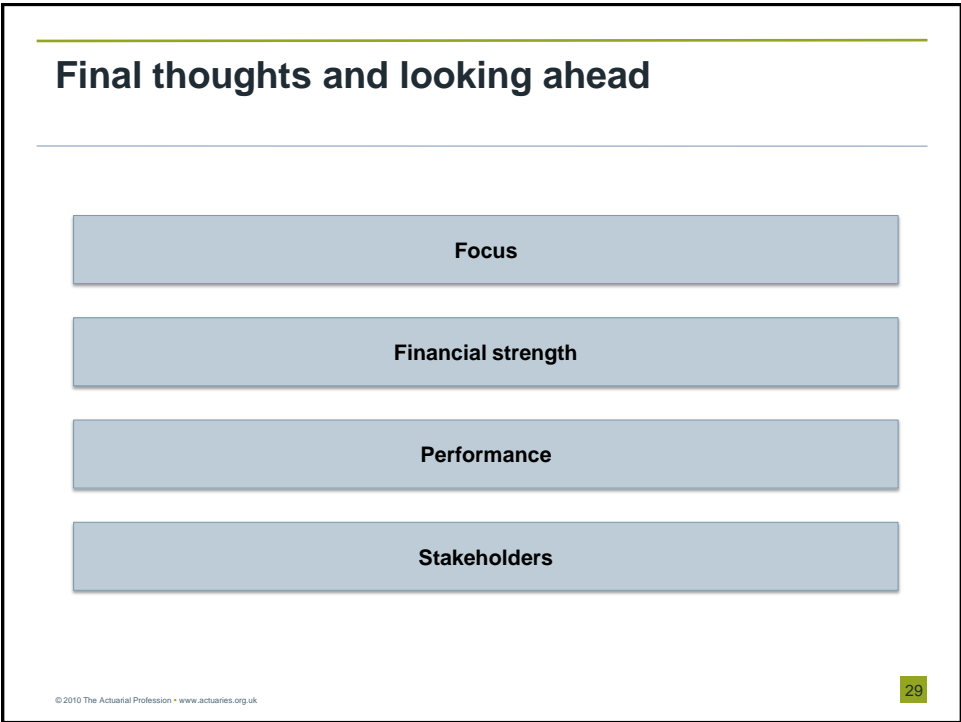 Final thoughts and looking ahead
Focus
Financial strength
Performance
Stakeholders
© 2010 The Actuarial Profession • www.actuaries.org.uk
29